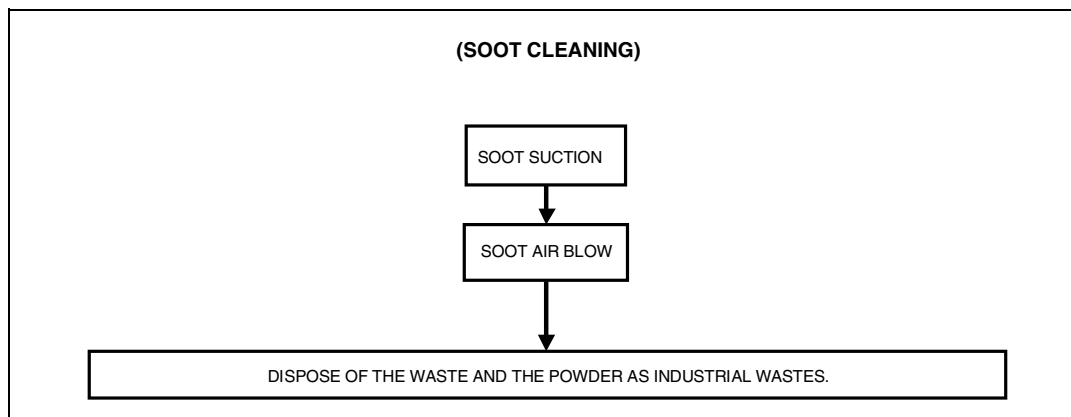 (SOOT CLEANING)
SOOT SUCTION
SOOT AIR BLOW
DISPOSE OF THE WASTE AND THE POWDER AS INDUSTRIAL WASTES.